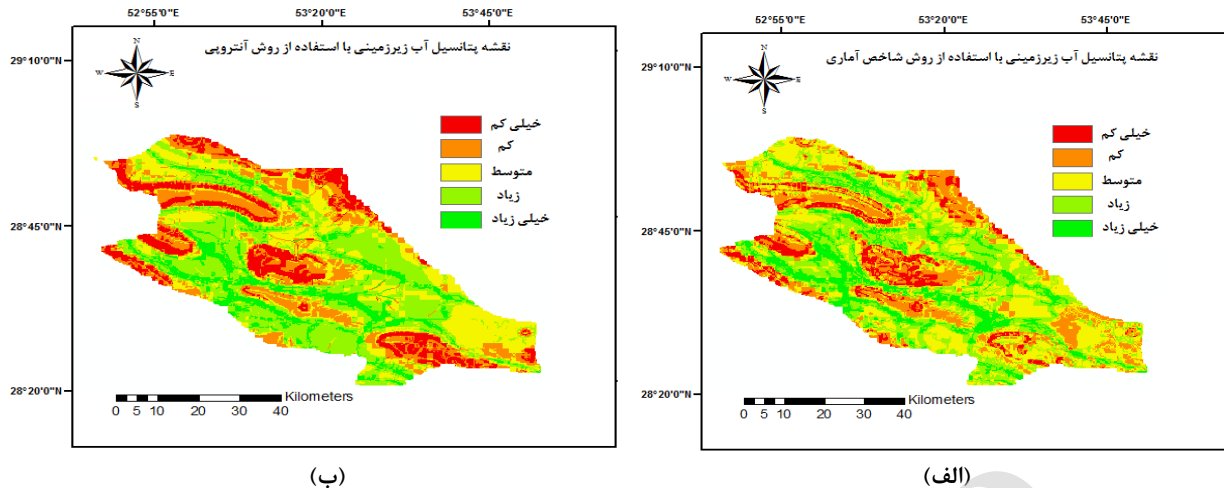 52°55'0"E 53°20'0"E 53°45'0"E
نقشه پتانسیل آب زیرزمینی با استفاده از روش شاخص آماری
29°10'0"N
28°45'0"N
28°20'0"N
N
W E
S
خیلی کم
کم
متوسط
زیاد
خیلی زیاد
Kilometers
0 5 10 20 30 40
(الف)
52°55'0"E 53°20'0"E 53°45'0"E
نقشه پتانسیل آب زیرزمینی با استفاده از روش آنتروپی
29°10'0"N
28°45'0"N
28°20'0"N
N
W E
S
خیلی کم
کم
متوسط
زیاد
خیلی زیاد
Kilometers
0 5 10 20 30 40
(ب)